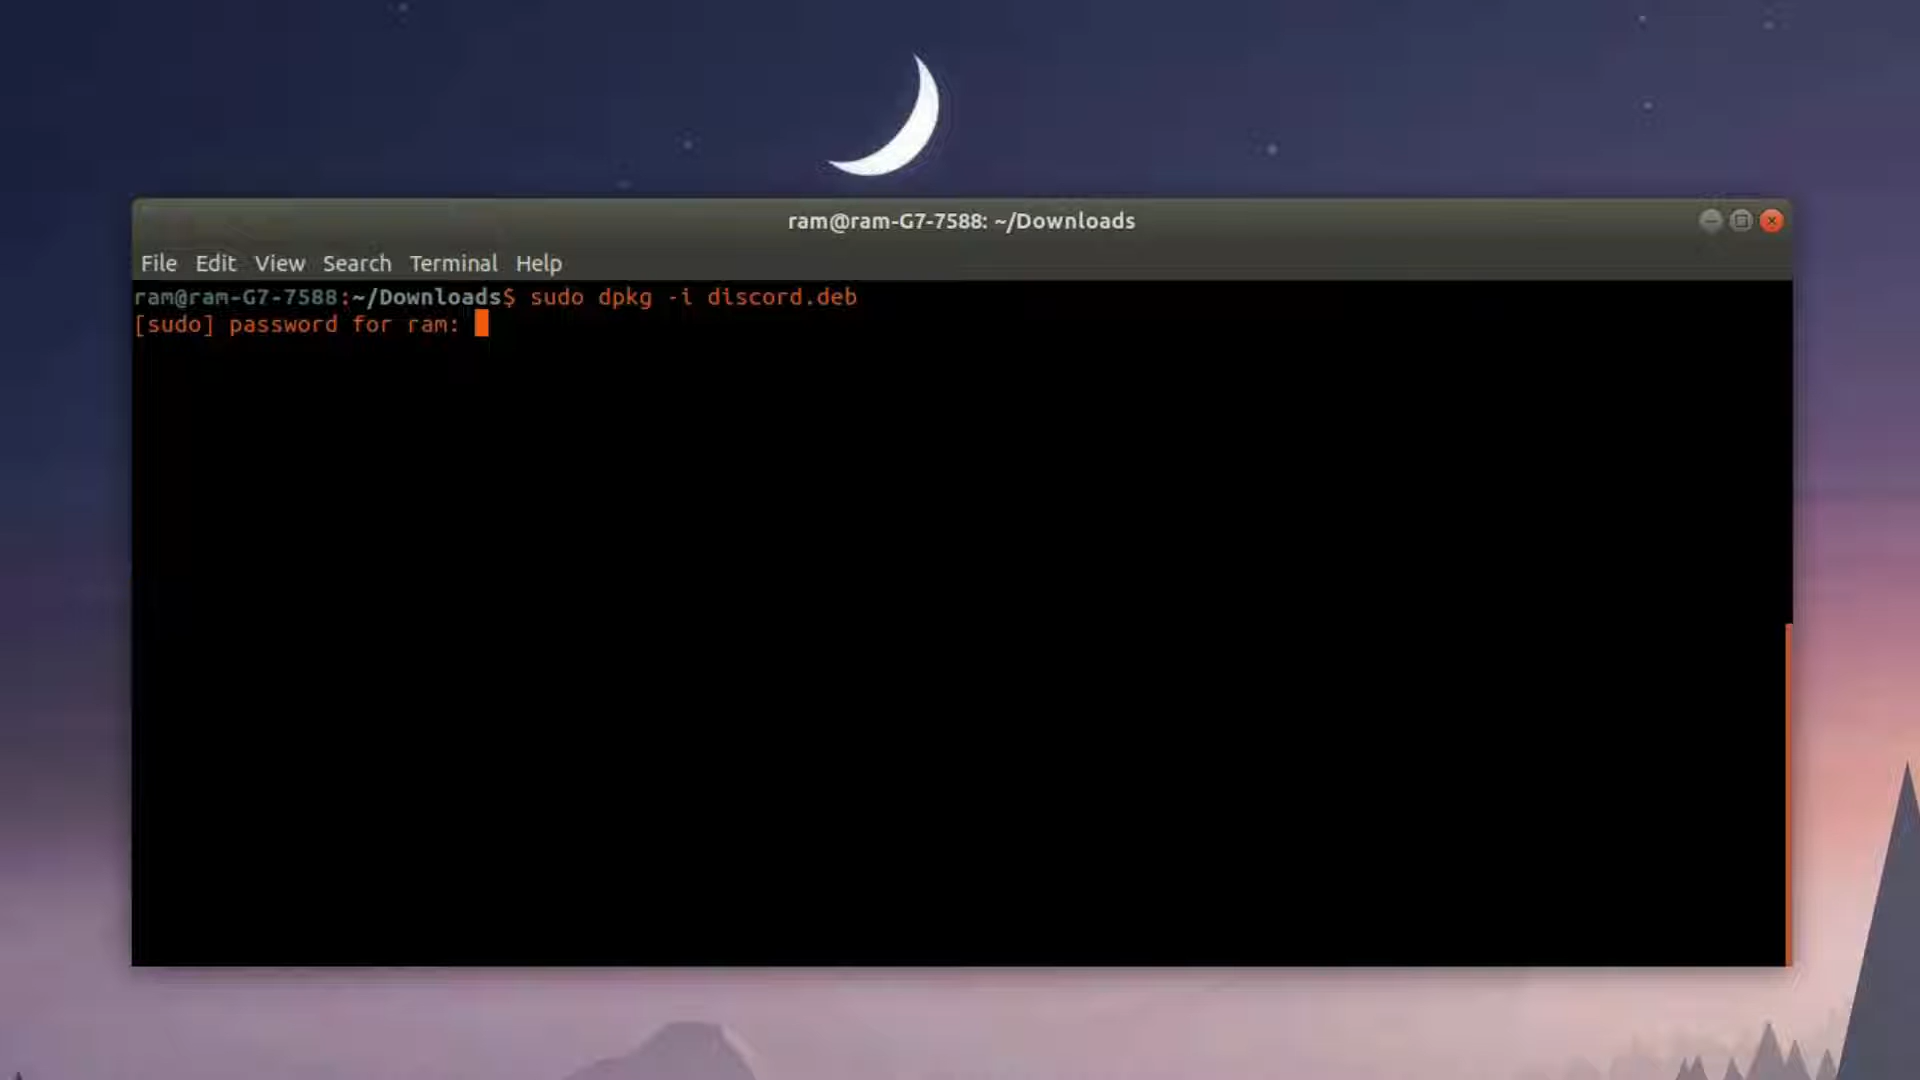 ram@ram-G7-7588: ~/Downloads
File Edit View Search Terminal Help
ram@ram-G7-7588:~/Downloads$ sudo dpkg -i discord.deb
[sudo] password for ram: